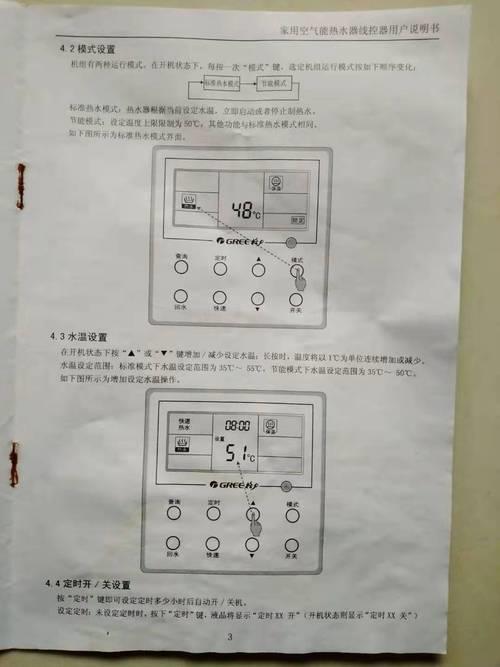 家用空气能热水器线控器用户说明书
4.2 模式设置
机组有两种运行模式。在开机状态下，每按一次“模式”键，选定机组运行模式按如下顺序变化：
标准热水模式 节能模式
标准热水模式：热水器根据当前设定水温，立即启动或者停止制热水。
节能模式：设定温度上限限制为50℃，其他功能与标准热水模式相同。
如下图所示为标准热水模式界面。
保温
热水
48℃
锁定
GREE 格力
查询 定时 ▲ 模式
回水 快速 ▼ 开关
4.3 水温设置
在开机状态下按“▲”或“▼”键增加/减少设定水温；长按时，温度将以1℃为单位连续增加或减少。
水温设定范围：标准模式下水温设定范围为35℃～55℃，节能模式下水温设定范围为35℃～50℃。
如下图所示为增加设定水温操作。
快速
热水
08:00
保温
设置
热水
51℃
GREE 格力
查询 定时 ▲ 模式
回水 快速 ▼ 开关
4.4 定时开/关设置
按“定时”键即可设定定时多少小时后自动开/关机。
设定定时：未设定定时时，按下“定时”键，液晶将显示“定时XX 开”（开机状态则显示“定时XX 关”）
3